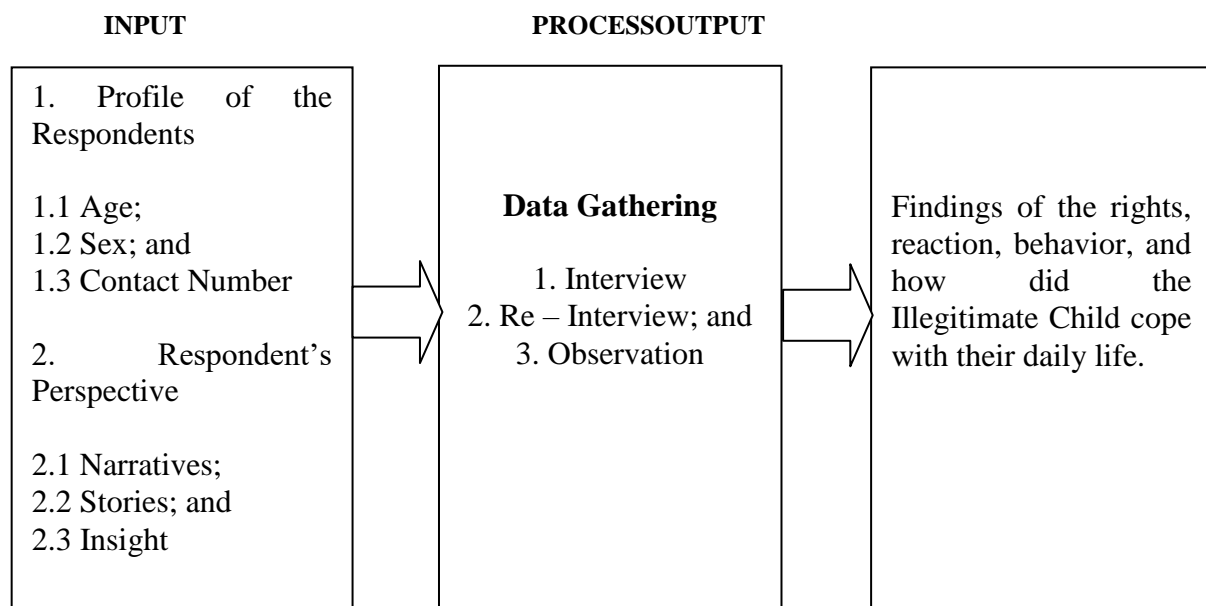 INPUT
PROCESSOUTPUT
1. Profile of the
Respondents
1.1 Age;
1.2 Sex; and
1.3 Contact Number
2. Respondent's
Perspective
2.1 Narratives;
2.2 Stories; and
2.3 Insight
Data Gathering
1. Interview
2. Re – Interview; and
3. Observation
Findings of the rights,
reaction, behavior, and
how did the
Illegitimate Child cope
with their daily life.